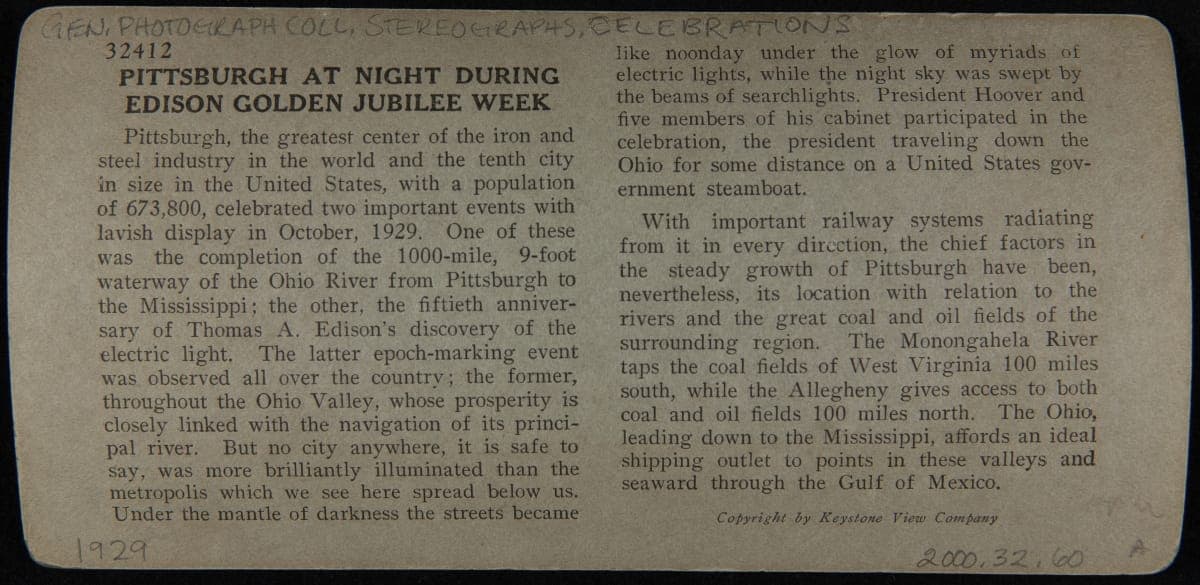 GEN, PHOTOGRAPH COLL, STEREOGRAPHS, CELEBRATIONS
32412
PITTSBURGH AT NIGHT DURING
EDISON GOLDEN JUBILEE WEEK
Pittsburgh, the greatest center of the iron and
steel industry in the world and the tenth city
in size in the United States, with a population
of 673,800, celebrated two important events with
lavish display in October, 1929. One of these
was the completion of the 1000-mile, 9-foot
waterway of the Ohio River from Pittsburgh to
the Mississippi; the other, the fiftieth anniver-
sary of Thomas A. Edison's discovery of the
electric light. The latter epoch-marking event
was observed all over the country; the former,
throughout the Ohio Valley, whose prosperity is
closely linked with the navigation of its princi-
pal river. But no city anywhere, it is safe to
say, was more brilliantly illuminated than the
metropolis which we see here spread below us.
Under the mantle of darkness the streets became
like noonday under the glow of myriads of
electric lights, while the night sky was swept by
the beams of searchlights. President Hoover and
five members of his cabinet participated in the
celebration, the president traveling down the
Ohio for some distance on a United States gov-
ernment steamboat.
With important railway systems radiating
from it in every direction, the chief factors in
the steady growth of Pittsburgh have been,
nevertheless, its location with relation to the
rivers and the great coal and oil fields of the
surrounding region. The Monongahela River
taps the coal fields of West Virginia 100 miles
south, while the Allegheny gives access to both
coal and oil fields 100 miles north. The Ohio,
leading down to the Mississippi, affords an ideal
shipping outlet to points in these valleys and
seaward through the Gulf of Mexico.
Copyright by Keystone View Company
1929
2000.32.60
A